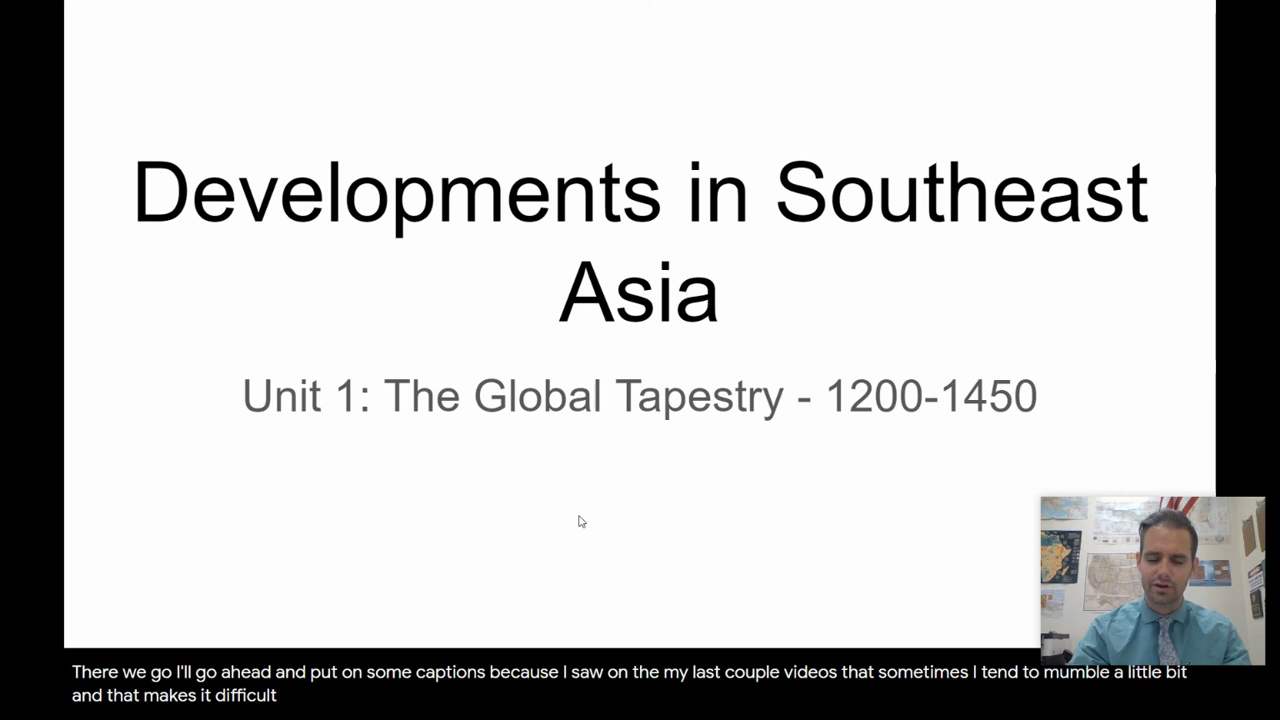 Developments in Southeast
Asia
Unit 1: The Global Tapestry - 1200-1450
There we go I'll go ahead and put on some captions because I saw on the my last couple videos that sometimes I tend to mumble a little bit
and that makes it difficult